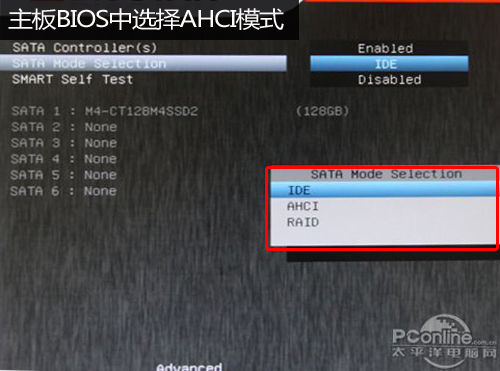 主板BIOS中选择AHCI模式
SATA Controller(s) Enabled
SATA Mode Selection IDE
SMART Self Test Disabled
SATA 1 : M4-CT128M4SSD2 (128GB)
SATA 2 : None
SATA 3 : None
SATA 4 : None
SATA 5 : None
SATA 6 : None
SATA Mode Selection
IDE
AHCI
RAID
PConline.com.cn
太平洋电脑网
Advanced